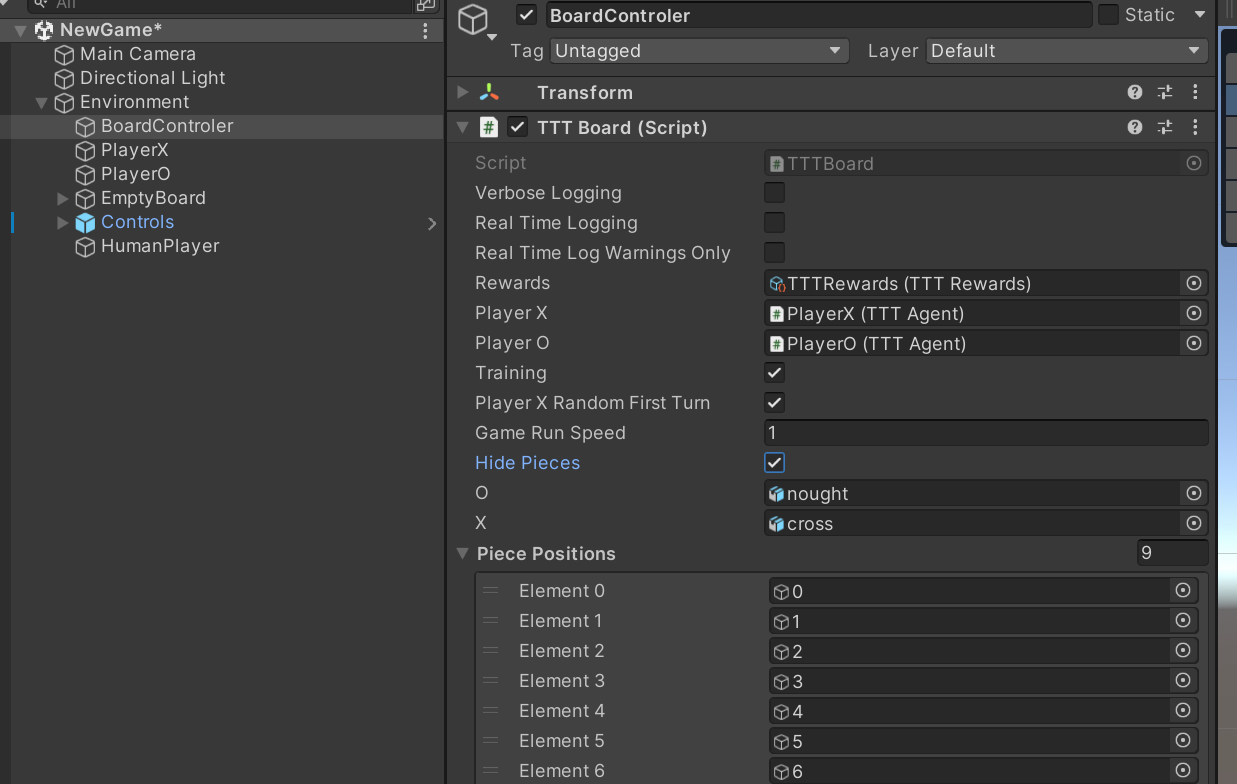 All
NewGame*
Main Camera
Directional Light
Environment
BoardControler
PlayerX
PlayerO
EmptyBoard
Controls
HumanPlayer
BoardControler
Static
Tag Untagged Layer Default
Transform
# TTT Board (Script)
Script # TTTBoard
Verbose Logging
Real Time Logging
Real Time Log Warnings Only
Rewards TTTRewards (TTT Rewards)
Player X # PlayerX (TTT Agent)
Player O # PlayerO (TTT Agent)
Training
Player X Random First Turn
Game Run Speed 1
Hide Pieces
O nought
X cross
Piece Positions 9
Element 0 0
Element 1 1
Element 2 2
Element 3 3
Element 4 4
Element 5 5
Element 6 6